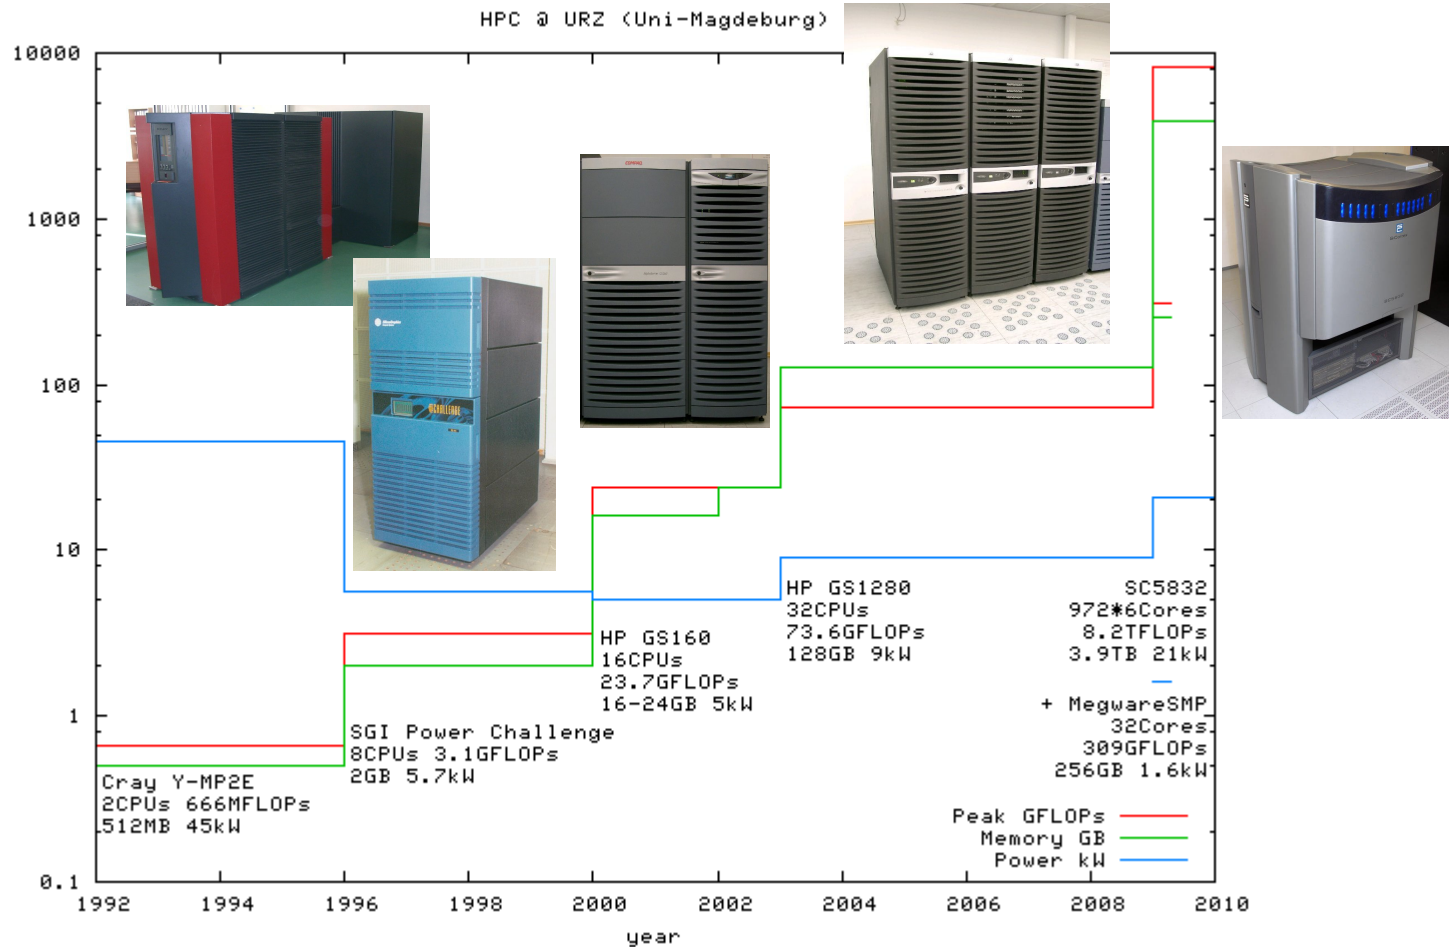 HPC @ URZ (Uni-Magdeburg)
10000
1000
100
10
1
0.1
COMPAQ
CHALLENGE
Cray Y-MP2E
2CPUs 666MFLOPs
512MB 45kW
SGI Power Challenge
8CPUs 3.1GFLOPs
2GB 5.7kW
HP GS160
16CPUs
23.7GFLOPs
16-24GB 5kW
HP GS1280
32CPUs
73.6GFLOPs
128GB 9kW
SC5832
972*6Cores
8.2TFLOPs
3.9TB 21kW
+ MegwareSMP
32Cores
309GFLOPs
256GB 1.6kW
Peak GFLOPs
Memory GB
Power kW
1992 1994 1996 1998 2000 2002 2004 2006 2008 2010
year